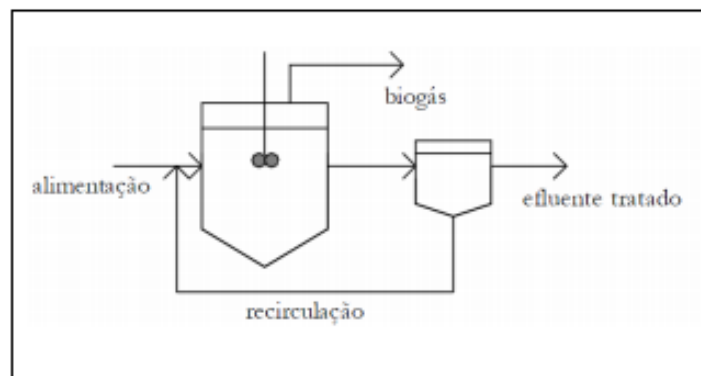 biogás
alimentação
efluente tratado
recirculação